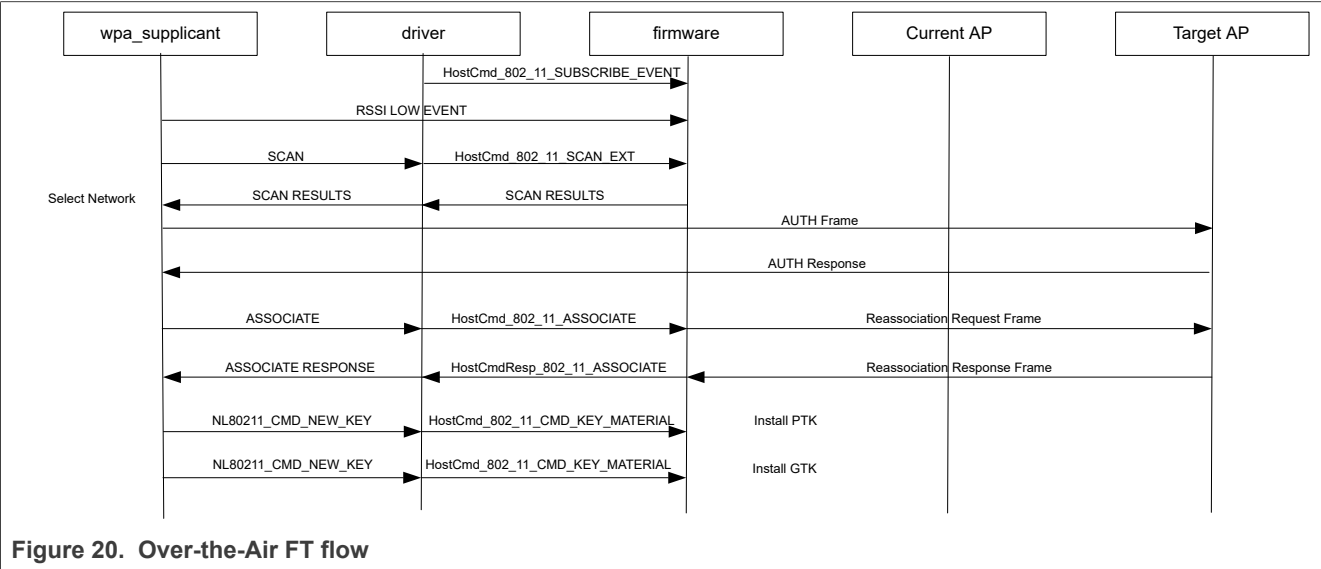 wpa_supplicant
driver
firmware
Current AP
Target AP
HostCmd_802_11_SUBSCRIBE_EVENT
RSSI LOW EVENT
SCAN
HostCmd_802_11_SCAN_EXT
Select Network
SCAN RESULTS
SCAN RESULTS
AUTH Frame
AUTH Response
ASSOCIATE
HostCmd_802_11_ASSOCIATE
Reassociation Request Frame
ASSOCIATE RESPONSE
HostCmdResp_802_11_ASSOCIATE
Reassociation Response Frame
NL80211_CMD_NEW_KEY
HostCmd_802_11_CMD_KEY_MATERIAL
Install PTK
NL80211_CMD_NEW_KEY
HostCmd_802_11_CMD_KEY_MATERIAL
Install GTK
Figure 20. Over-the-Air FT flow